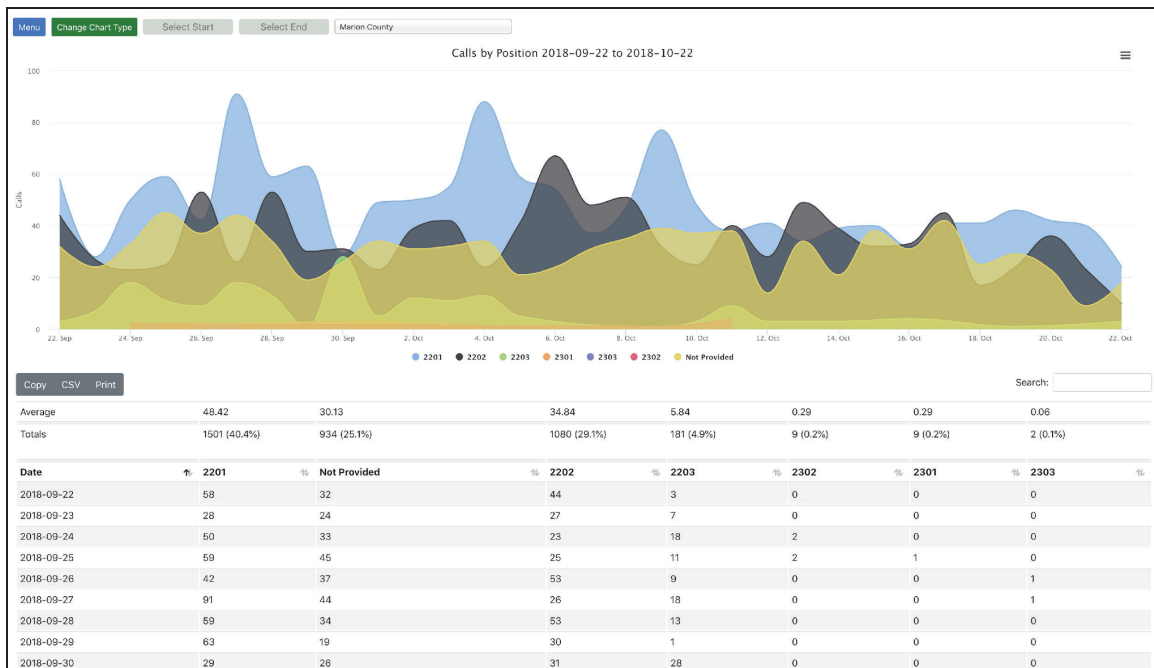 Menu Change Chart Type Select Start Select End Marion County
Calls by Position 2018-09-22 to 2018-10-22
100
80
60
40
20
0
Calls
22. Sep 24. Sep 26. Sep 28. Sep 30. Sep 2. Oct 4. Oct 6. Oct 8. Oct 10. Oct 12. Oct 14. Oct 16. Oct 18. Oct 20. Oct 22. Oct
2201 2202 2203 2301 2303 2302 Not Provided
Copy CSV Print Search:
Average 48.42 30.13 34.84 5.84 0.29 0.29 0.06
Totals 1501 (40.4%) 934 (25.1%) 1080 (29.1%) 181 (4.9%) 9 (0.2%) 9 (0.2%) 2 (0.1%)
Date 2201 Not Provided 2202 2203 2302 2301 2303
2018-09-22 58 32 44 3 0 0 0
2018-09-23 28 24 27 7 0 0 0
2018-09-24 50 33 23 18 2 0 0
2018-09-25 59 45 25 11 2 1 0
2018-09-26 42 37 53 9 0 0 1
2018-09-27 91 44 26 18 0 0 1
2018-09-28 59 34 53 13 0 0 0
2018-09-29 63 19 30 1 0 0 0
2018-09-30 29 26 31 28 0 0 0